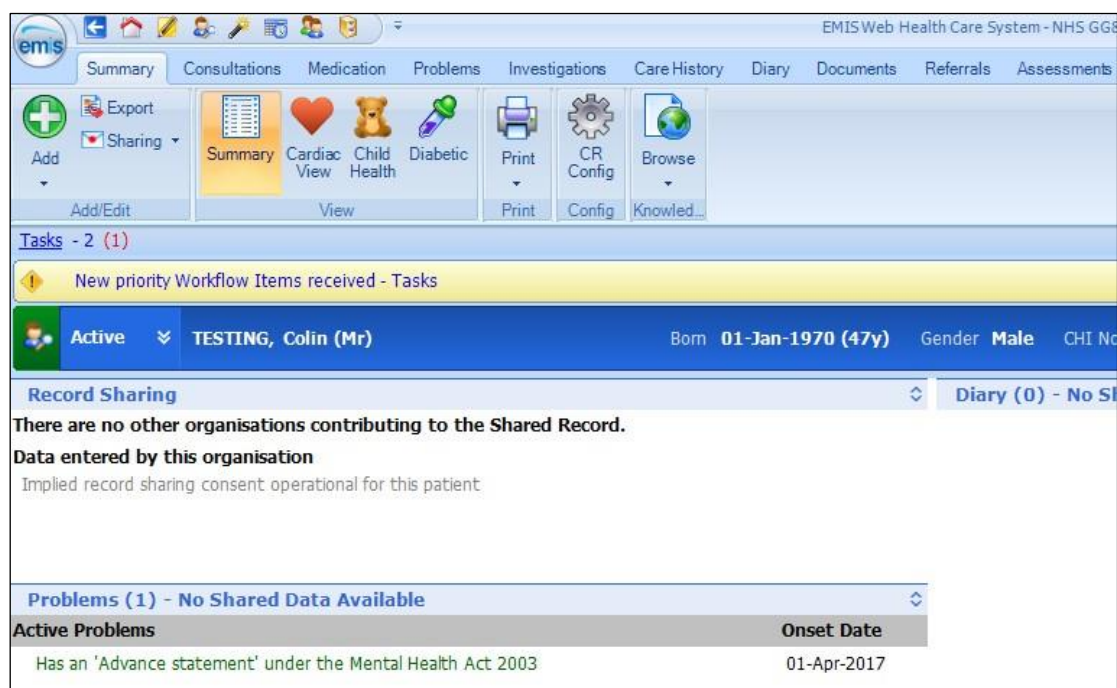 emis
EMIS Web Health Care System - NHS GG&
Summary Consultations Medication Problems Investigations Care History Diary Documents Referrals Assessments
Add
Export
Sharing
Add/Edit
Summary
Cardiac View
Child Health
Diabetic
View
Print
Print
CR Config
Config
Browse
Knowled...
Tasks - 2 (1)
New priority Workflow Items received - Tasks
Active TESTING, Colin (Mr) Born 01-Jan-1970 (47y) Gender Male CHI No
Record Sharing
Diary (0) - No Sh
There are no other organisations contributing to the Shared Record.
Data entered by this organisation
Implied record sharing consent operational for this patient
Problems (1) - No Shared Data Available
Active Problems Onset Date
Has an 'Advance statement' under the Mental Health Act 2003 01-Apr-2017